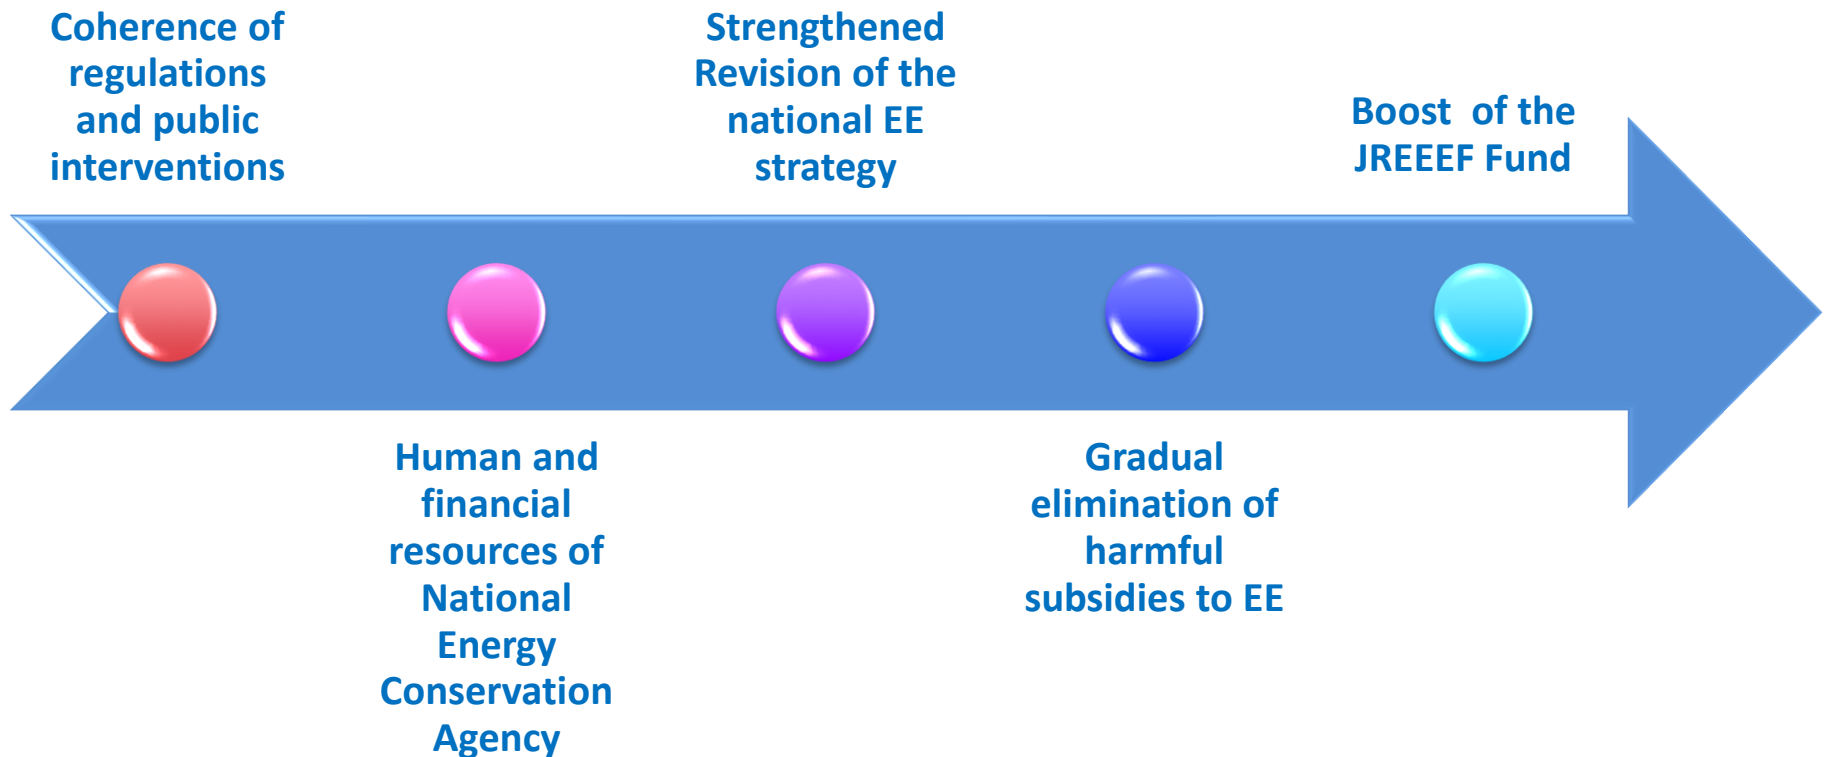 Coherence of
regulations
and public
interventions
Human and
financial
resources of
National
Energy
Conservation
Agency
Strengthened
Revision of the
national EE
strategy
Gradual
elimination of
harmful
subsidies to EE
Boost of the
JREEEF Fund